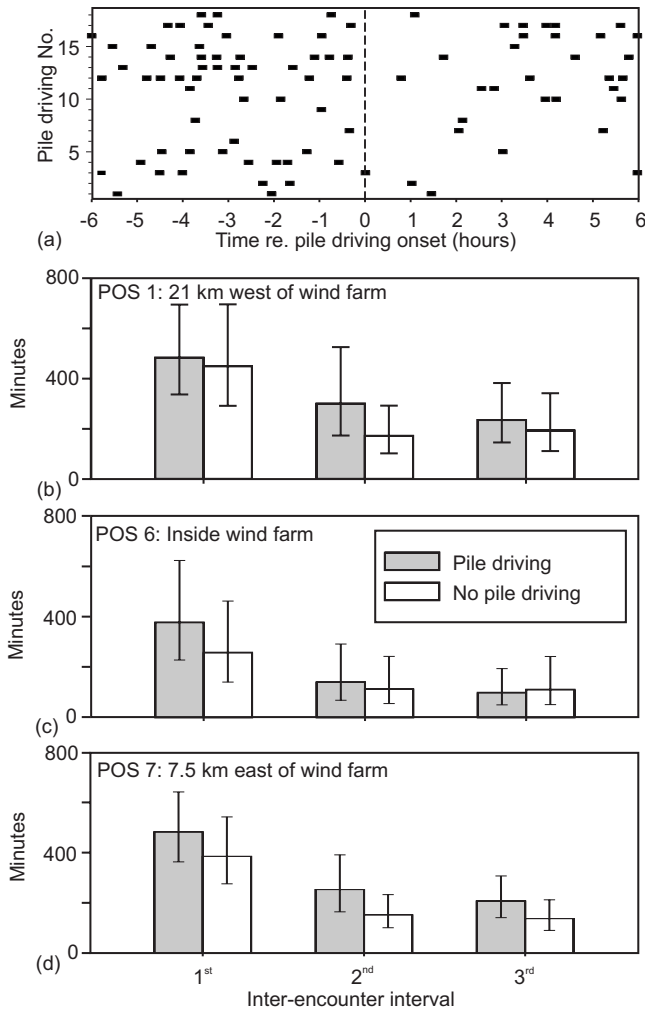 15
10
5
Pile driving No.
-6 -5 -4 -3 -2 -1 0 1 2 3 4 5 6
(a) Time re. pile driving onset (hours)
800
400
0
Minutes
POS 1: 21 km west of wind farm
(b)
800
400
0
Minutes
POS 6: Inside wind farm
Pile driving
No pile driving
(c)
800
400
0
Minutes
POS 7: 7.5 km east of wind farm
(d)
1st 2nd 3rd
Inter-encounter interval